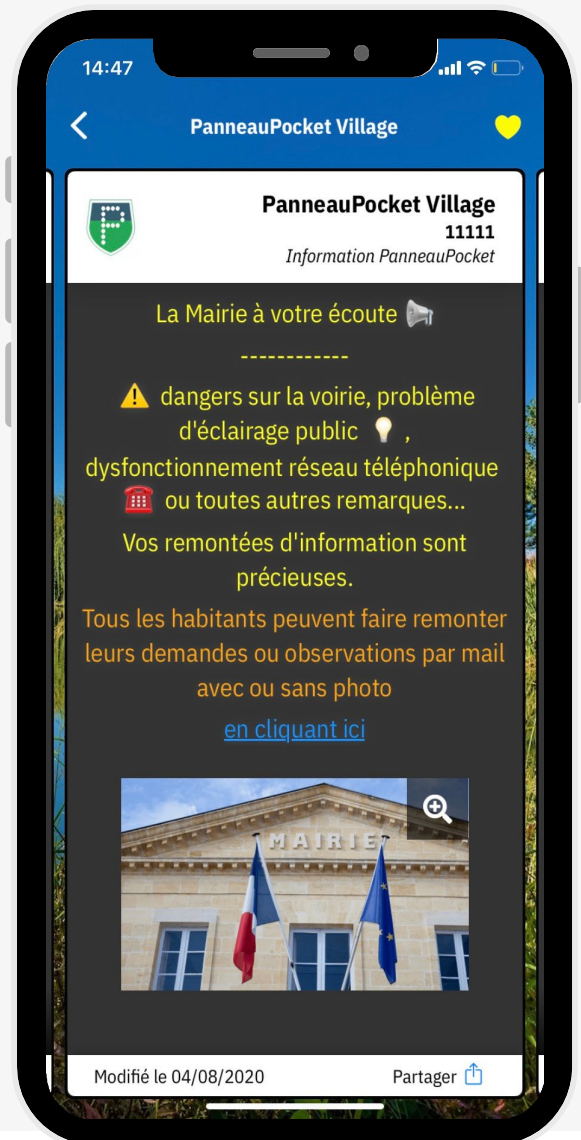 14:47
PanneauPocket Village
P
PanneauPocket Village
11111
Information PanneauPocket
La Mairie à votre écoute 📢
------------
⚠️ dangers sur la voirie, problème
d'éclairage public 💡 ,
dysfonctionnement réseau téléphonique
☎️ ou toutes autres remarques...
Vos remontées d'information sont
précieuses.
Tous les habitants peuvent faire remonter
leurs demandes ou observations par mail
avec ou sans photo
en cliquant ici
MAIRIE
Modifié le 04/08/2020
Partager